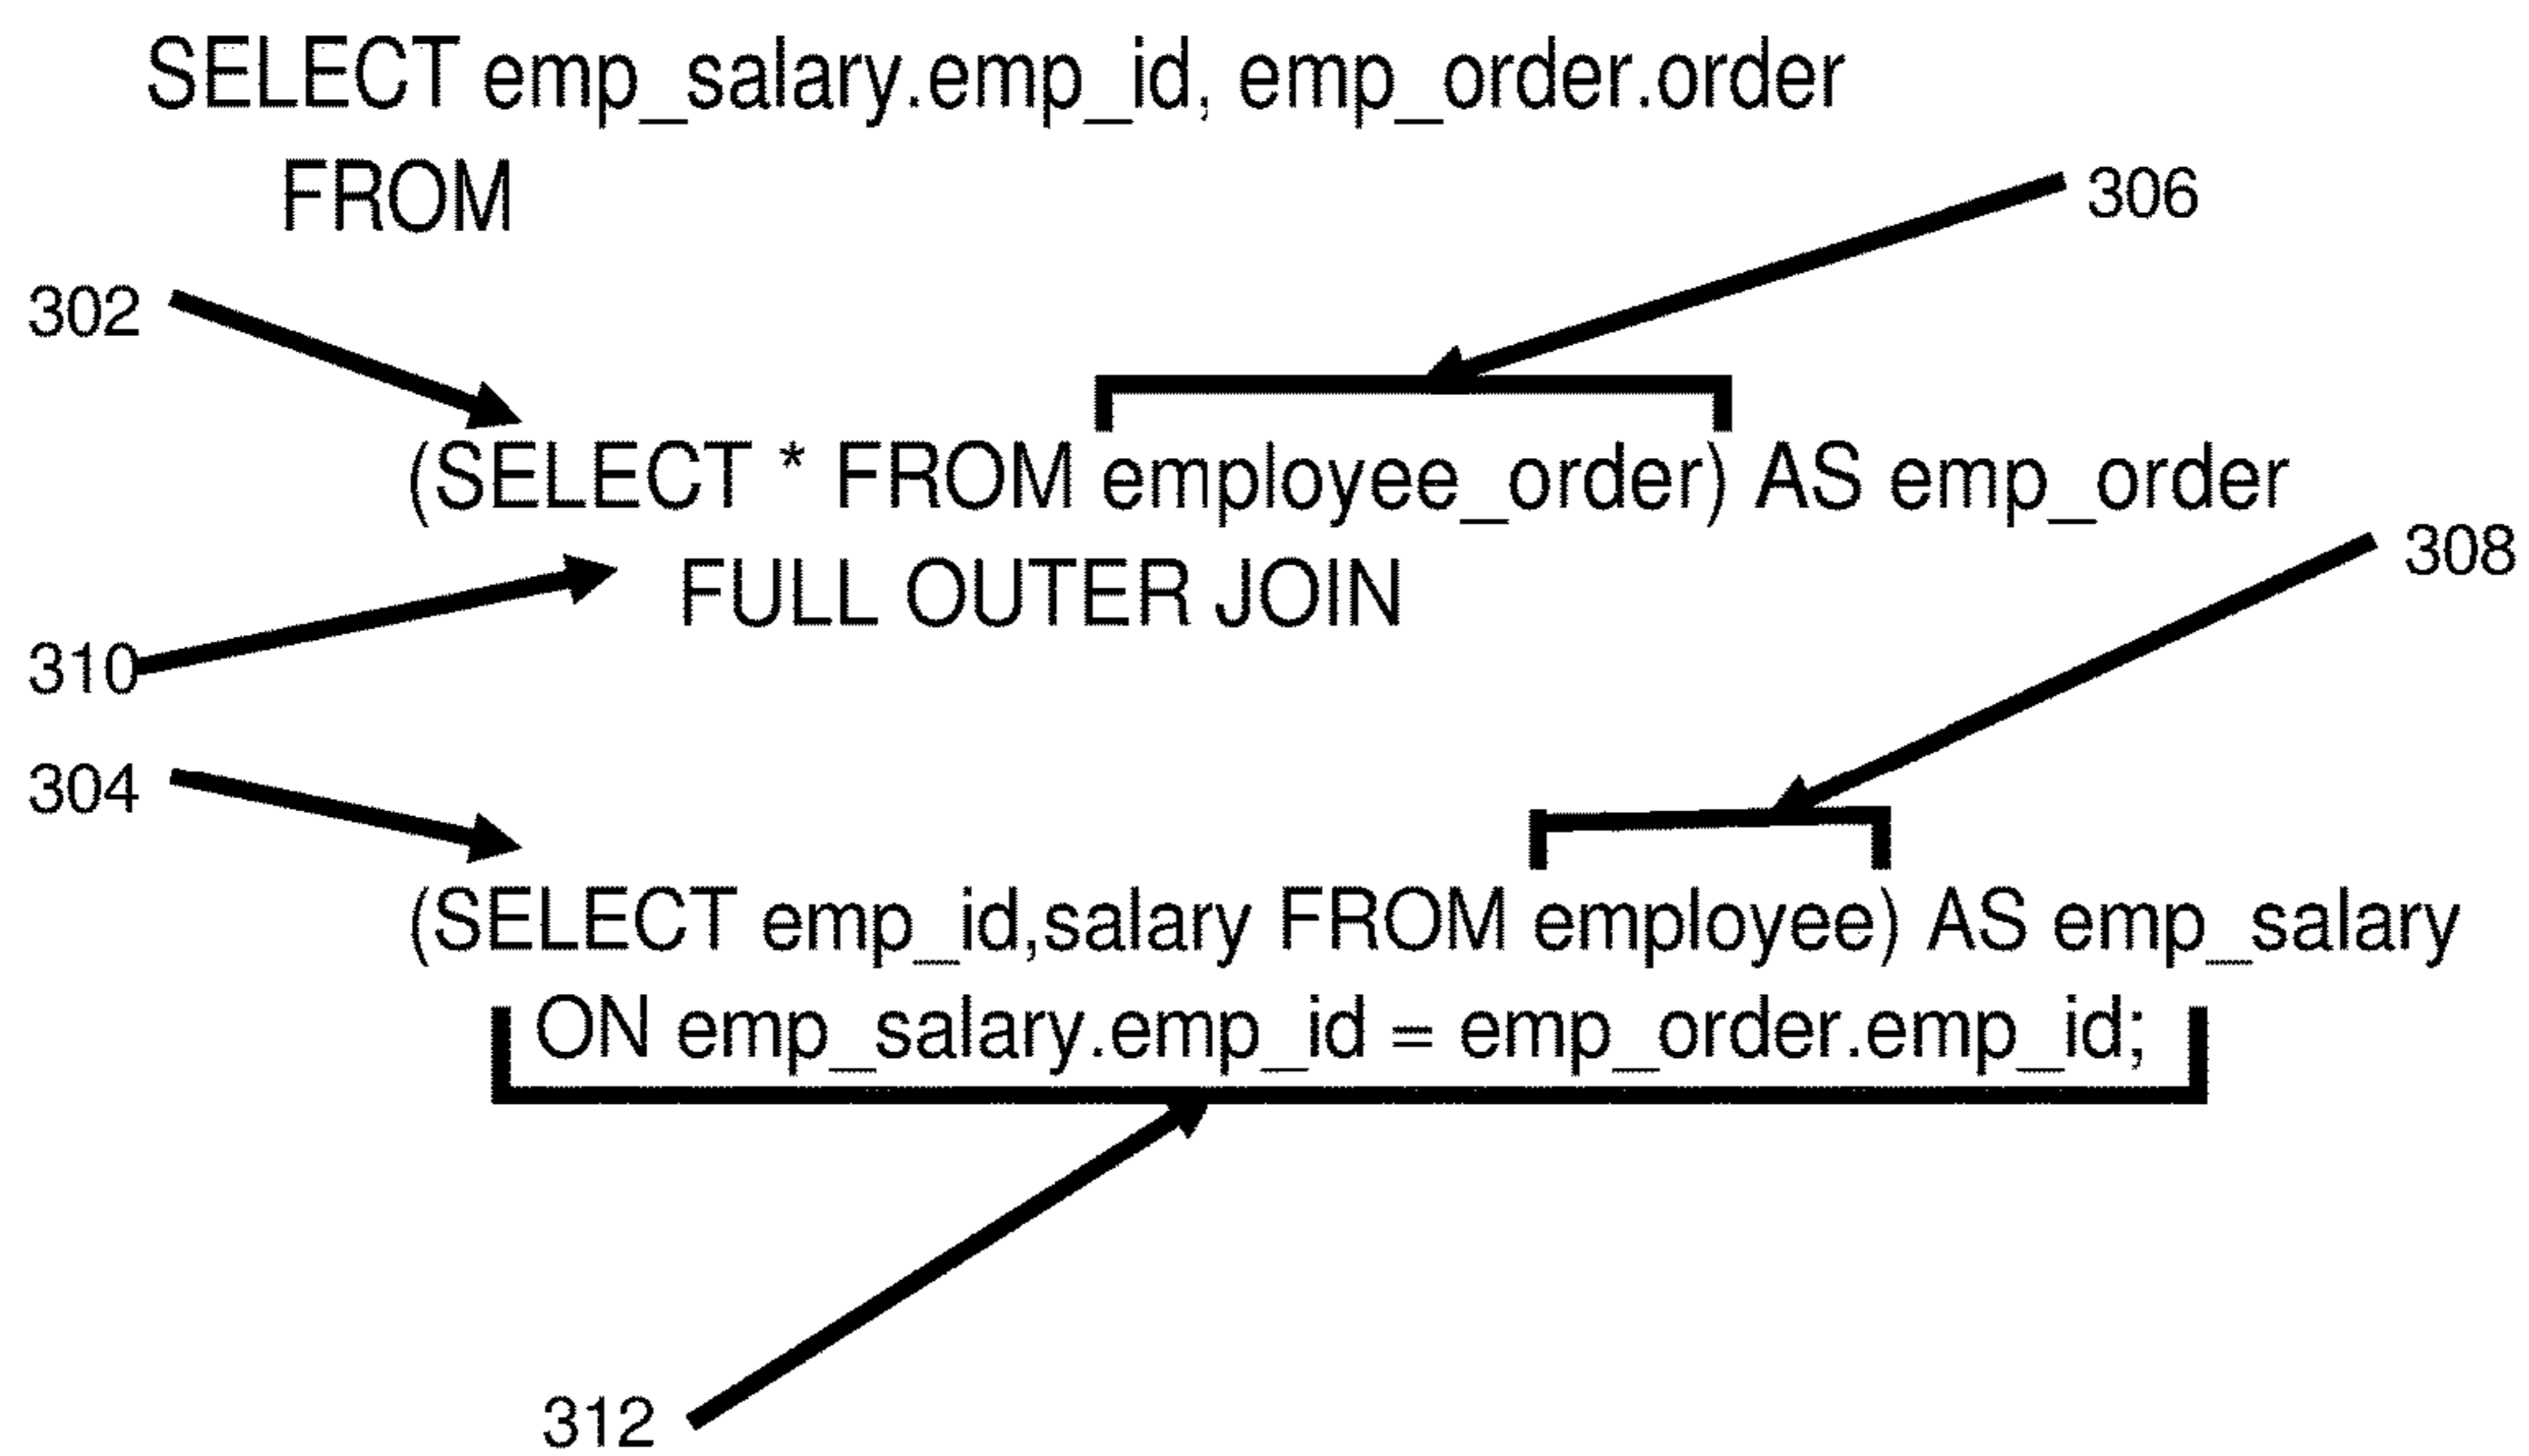 SELECT emp_salary.emp_id, emp_order.order
FROM
306
302
(SELECT * FROM employee_order) AS emp_order
308
FULL OUTER JOIN
310
304
(SELECT emp_id,salary FROM employee) AS emp_salary
ON emp_salary.emp_id = emp_order.emp_id;
312